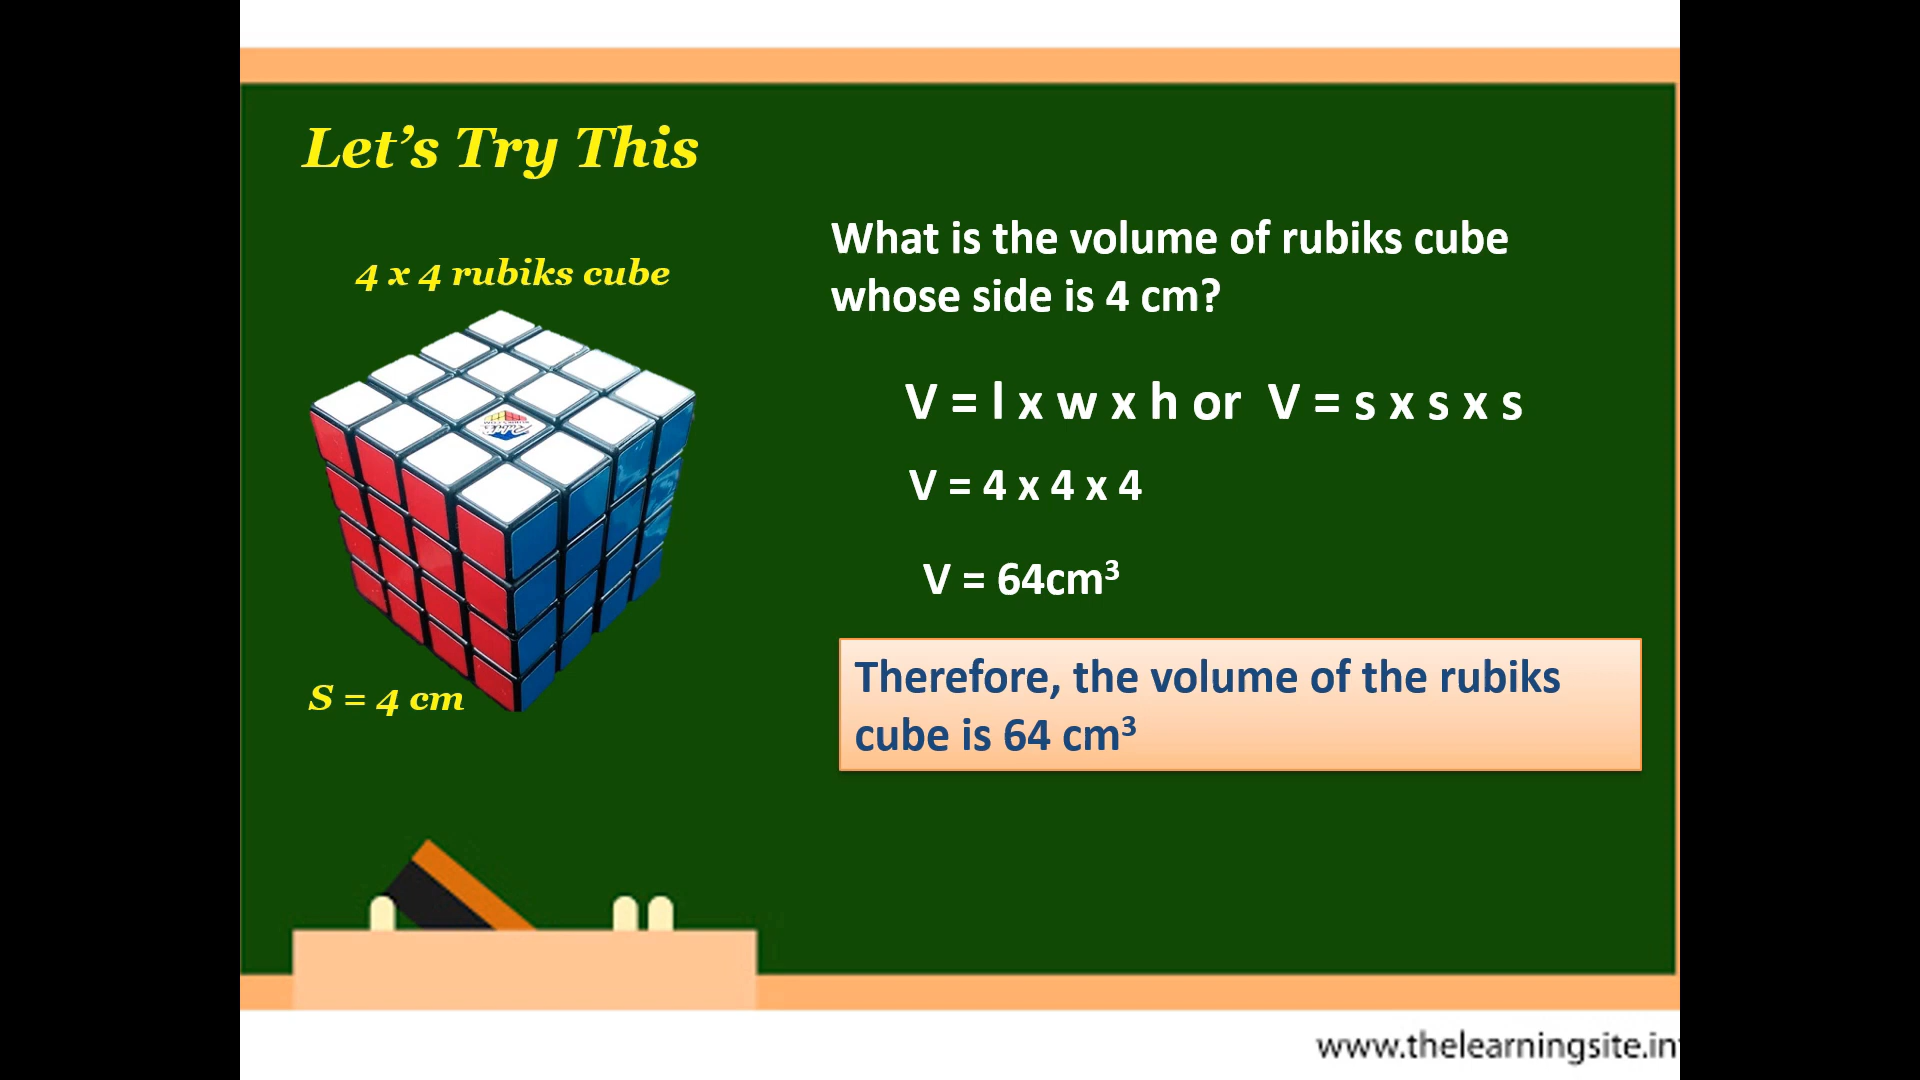 Let’s Try This
4 x 4 rubiks cube
S = 4 cm
What is the volume of rubiks cube
whose side is 4 cm?
V = l x w x h or  V = s x s x s
V = 4 x 4 x 4
V = 64cm³
Therefore, the volume of the rubiks
cube is 64 cm³
www.thelearningsite.in